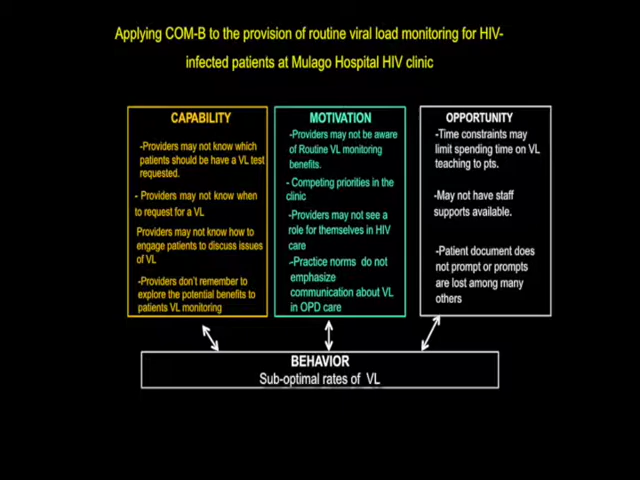 Applying COM-B to the provision of routine viral load monitoring for HIV-
infected patients at Mulago Hospital HIV clinic
CAPABILITY
-Providers may not know which
patients should be have a VL test
requested.
- Providers may not know when
to request for a VL
Providers may not know how to
engage patients to discuss issues
of VL
-Providers don't remember to
explore the potential benefits to
patients VL monitoring
MOTIVATION
-Providers may not be aware
of Routine VL monitoring
benefits.
- Competing priorities in the
clinic
-Providers may not see a
role for themselves in HIV
care
-Practice norms do not
emphasize
communication about VL
in OPD care
OPPORTUNITY
-Time constraints may
limit spending time on VL
teaching to pts.
-May not have staff
supports available.
-Patient document does
not prompt or prompts
are lost among many
others
BEHAVIOR
Sub-optimal rates of VL